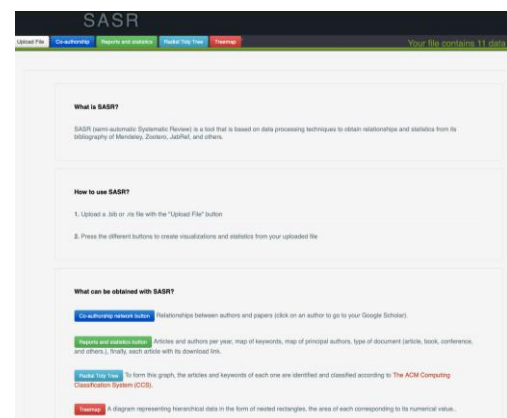 SASR
Upload File Co-authorship Reports and statistics Radial Tidy Tree Treemap Your file contains 11 data
What is SASR?
SASR (semi-automatic Systematic Review) is a tool that is based on data processing techniques to obtain relationships and statistics from its
bibliography of Mendeley, Zootero, JabRef, and others.
How to use SASR?
1. Upload a .bib or .ris file with the "Upload File" button
2. Press the different buttons to create visualizations and statistics from your uploaded file
What can be obtained with SASR?
Co-authorship network button Relationships between authors and papers (click on an author to go to your Google Scholar).
Reports and statistics button Articles and authors per year, map of keywords, map of principal authors, type of document (article, book, conference,
and others.), finally, each article with its download link.
Radial Tidy Tree To form this graph, the articles and keywords of each one are identified and classified according to The ACM Computing
Classification System (CCS).
Treemap A diagram representing hierarchical data in the form of nested rectangles, the area of each corresponding to its numerical value.